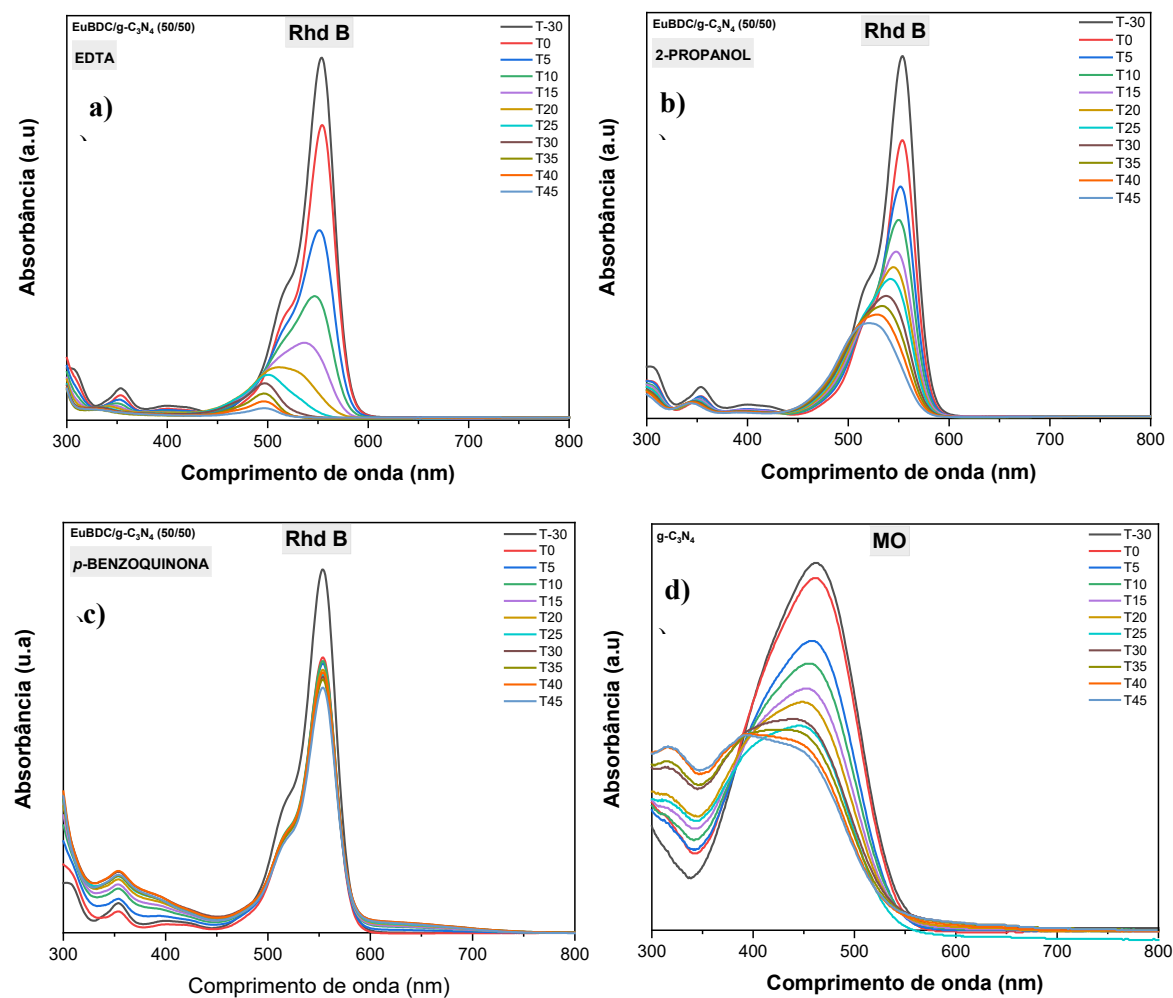 EuBDC/g-C₃N₄ (50/50)
EDTA
Rhd B
a)
T-30
T0
T5
T10
T15
T20
T25
T30
T35
T40
T45
Absorbância (a.u)
300 400 500 600 700 800
Comprimento de onda (nm)
EuBDC/g-C₃N₄ (50/50)
2-PROPANOL
Rhd B
b)
T-30
T0
T5
T10
T15
T20
T25
T30
T35
T40
T45
Absorbância (a.u)
300 400 500 600 700 800
Comprimento de onda (nm)
EuBDC/g-C₃N₄ (50/50)
p-BENZOQUINONA
Rhd B
c)
T-30
T0
T5
T10
T15
T20
T25
T30
T35
T40
T45
Absorbância (u.a)
300 400 500 600 700 800
Comprimento de onda (nm)
g-C₃N₄
MO
d)
T-30
T0
T5
T10
T15
T20
T25
T30
T35
T40
T45
Absorbância (a.u)
300 400 500 600 700 800
Comprimento de onda (nm)